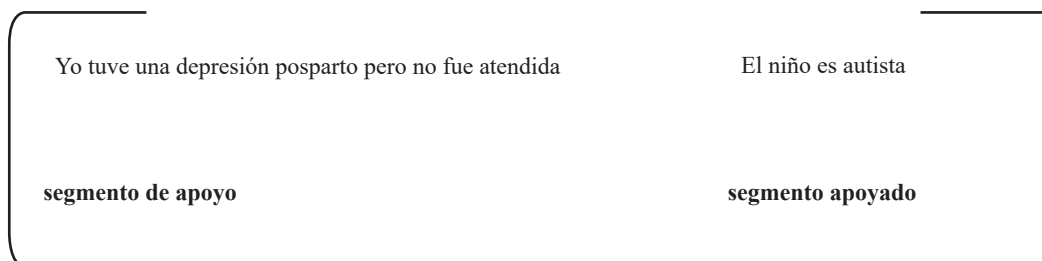 Yo tuve una depresión posparto pero no fue atendida
El niño es autista
segmento de apoyo
segmento apoyado